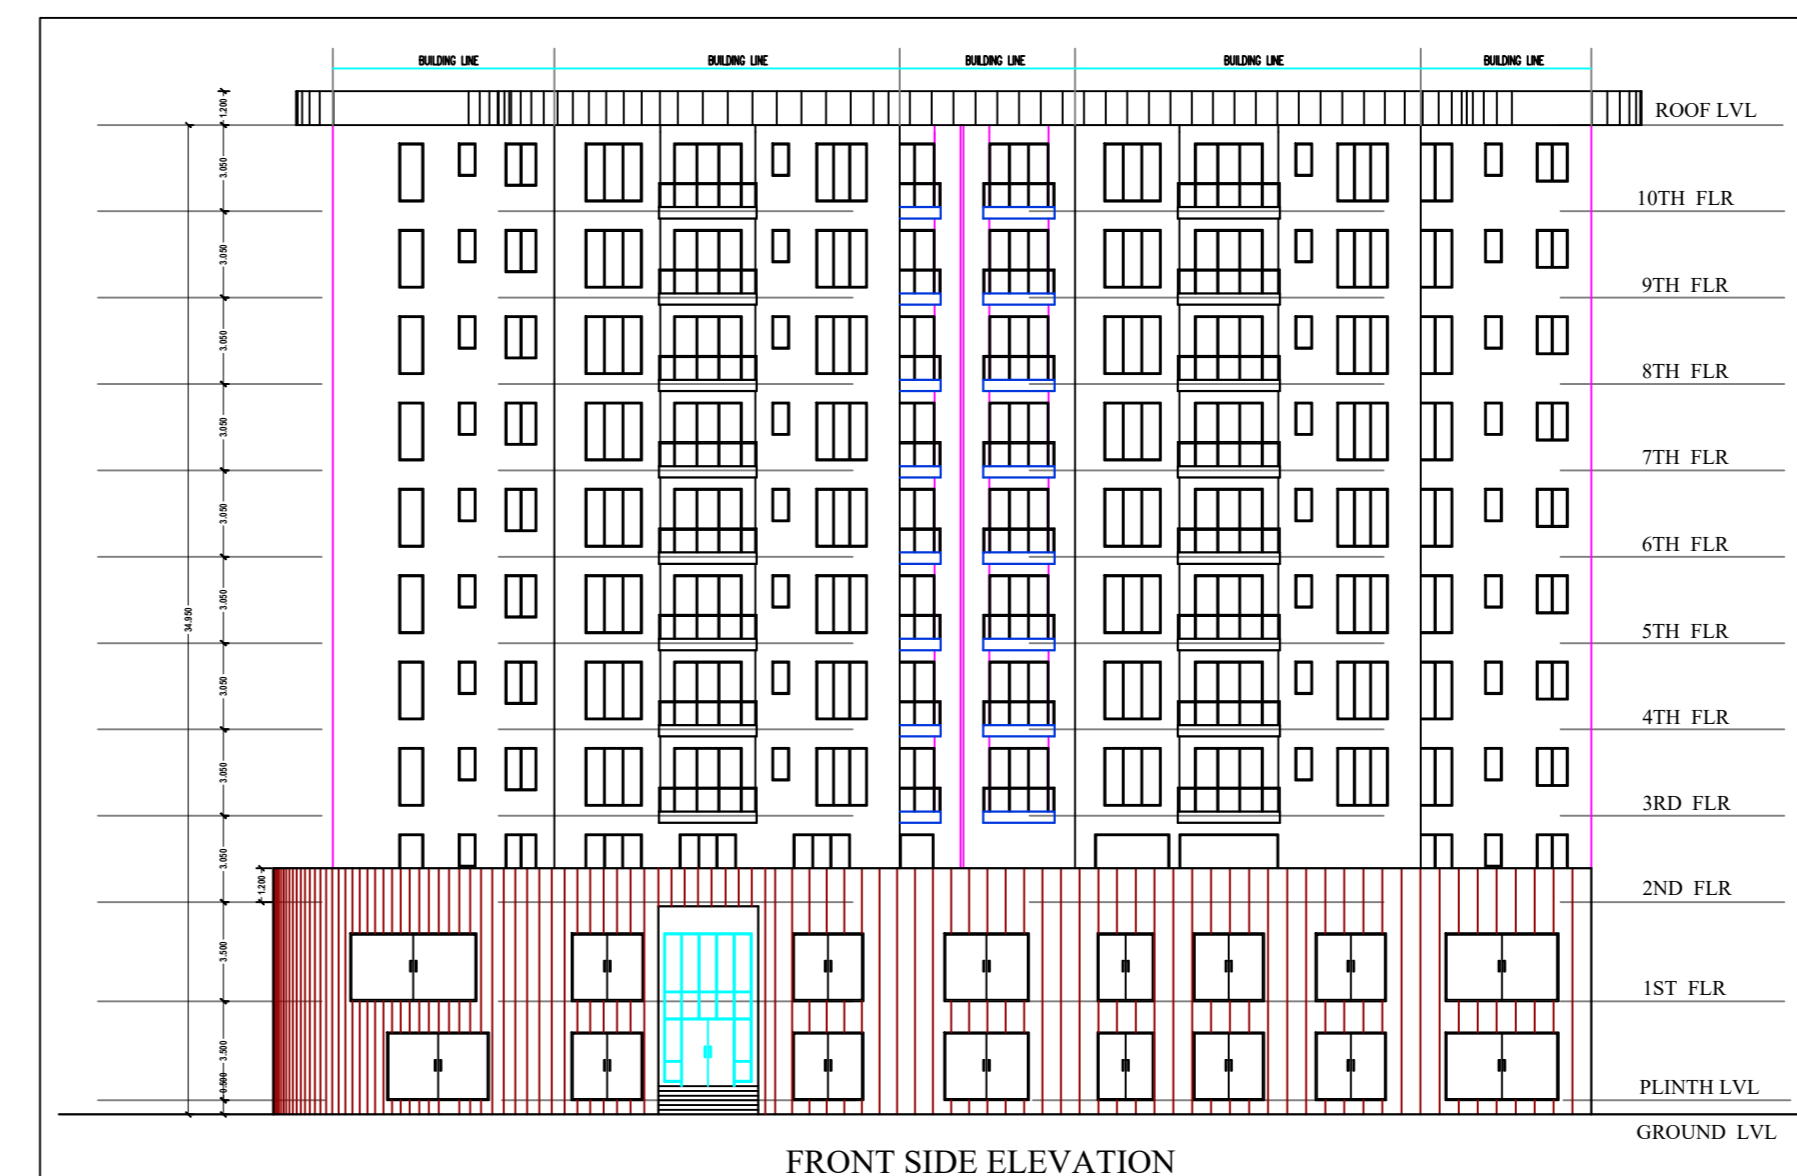 BUILDING LINE BUILDING LINE BUILDING LINE BUILDING LINE BUILDING LINE
1.200
ROOF LVL
3.050
10TH FLR
3.050
9TH FLR
3.050
8TH FLR
3.050
7TH FLR
3.050
6TH FLR
3.050
34.950
5TH FLR
3.050
4TH FLR
3.050
3RD FLR
3.050
1.200
2ND FLR
3.500
1ST FLR
3.500
0.500
PLINTH LVL
GROUND LVL
FRONT SIDE ELEVATION